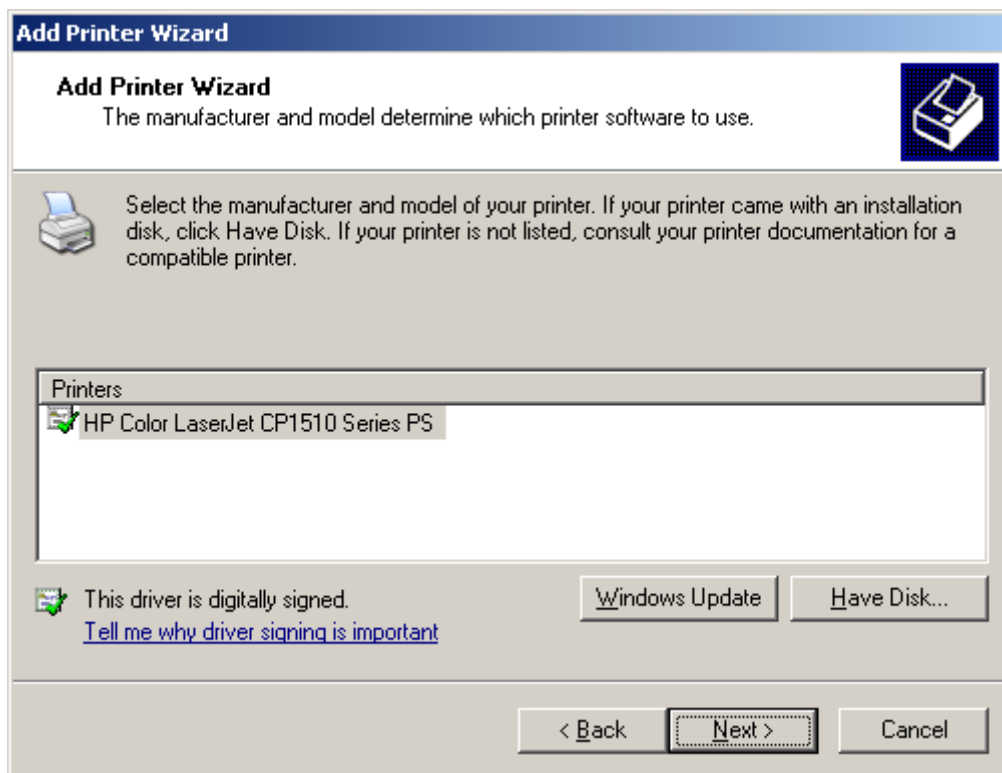 Add Printer Wizard
Add Printer Wizard
The manufacturer and model determine which printer software to use.
Select the manufacturer and model of your printer. If your printer came with an installation
disk, click Have Disk. If your printer is not listed, consult your printer documentation for a
compatible printer.
Printers
HP Color LaserJet CP1510 Series PS
This driver is digitally signed.
Tell me why driver signing is important
Windows Update
Have Disk...
< Back
Next >
Cancel